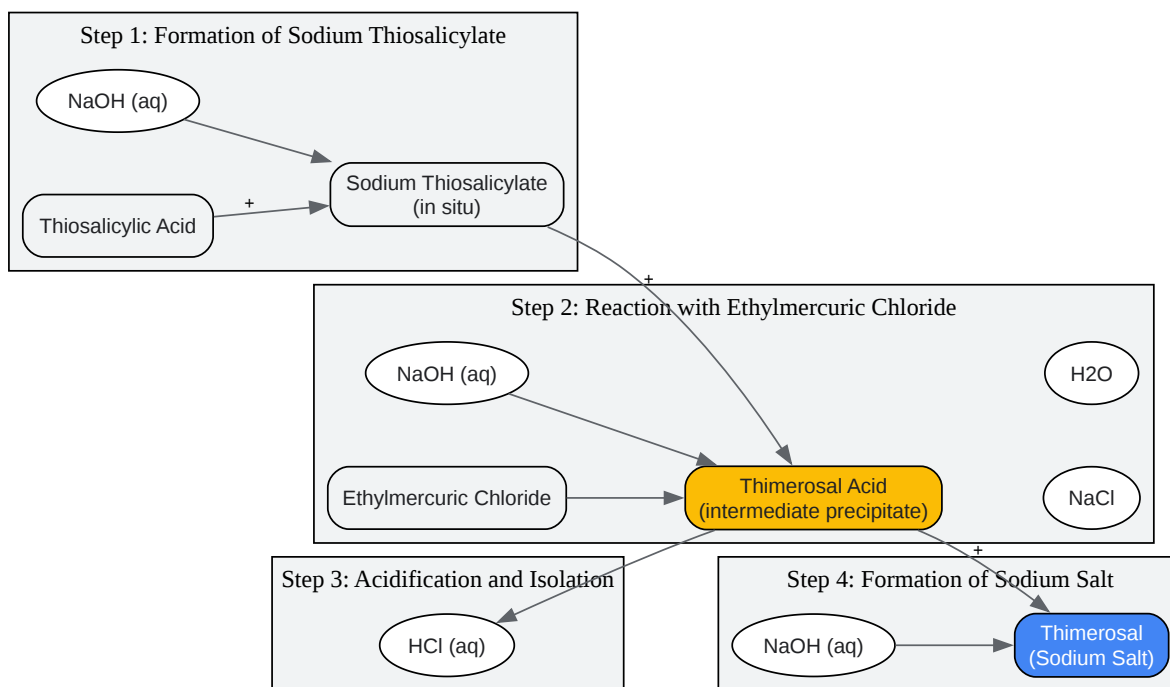 Step 1: Formation of Sodium Thiosalicylate
NaOH (aq)
Sodium Thiosalicylate
(in situ)
+
Thiosalicylic Acid
+
Step 2: Reaction with Ethylmercuric Chloride
NaOH (aq)
H2O
Ethylmercuric Chloride
Thimerosal Acid
(intermediate precipitate)
NaCl
+
Step 3: Acidification and Isolation
HCl (aq)
Step 4: Formation of Sodium Salt
NaOH (aq)
Thimerosal
(Sodium Salt)